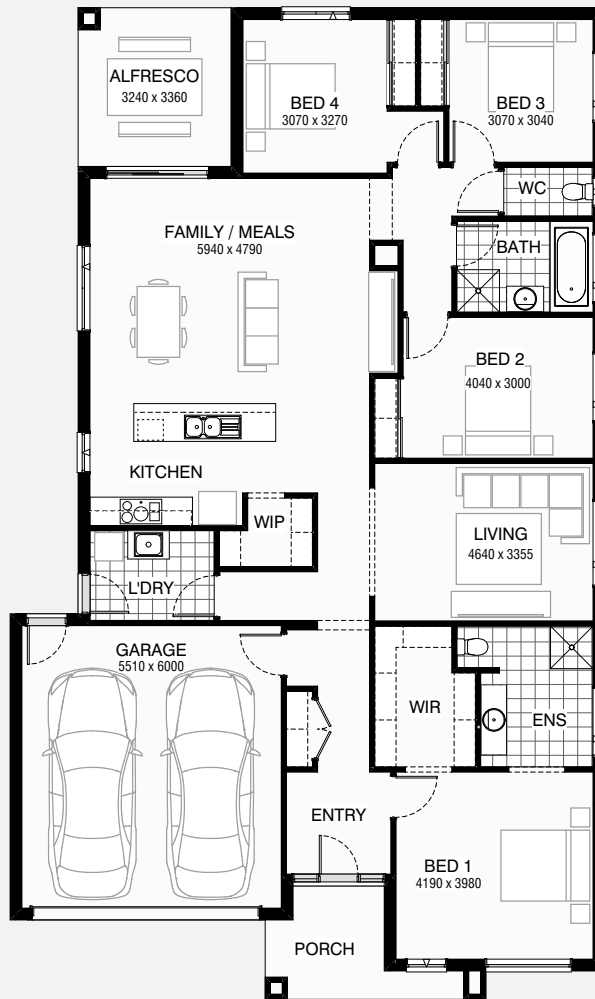 ALFRESCO
3240 x 3360
BED 4
3070 x 3270
BED 3
3070 x 3040
WC
FAMILY / MEALS
5940 x 4790
BATH
BED 2
4040 x 3000
KITCHEN
WIP
LIVING
4640 x 3355
L'DRY
GARAGE
5510 x 6000
WIR
ENS
ENTRY
BED 1
4190 x 3980
PORCH